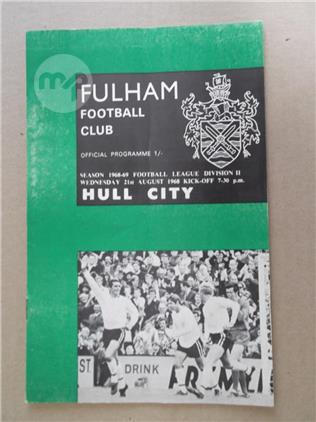 FULHAM
FOOTBALL
CLUB
OFFICIAL PROGRAMME 1/-
SEASON 1968-69 FOOTBALL LEAGUE DIVISION II
WEDNESDAY 21st AUGUST 1968 KICK-OFF 7-30 p.m.
HULL CITY
ST.
DRINK